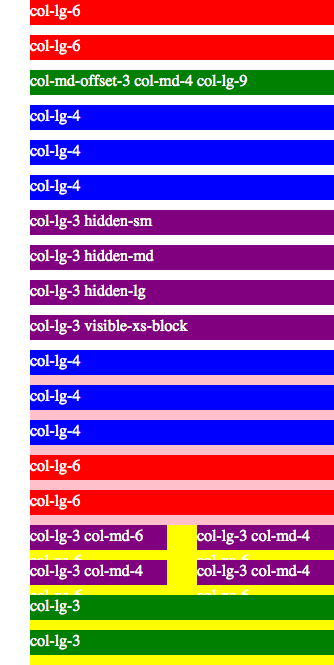 col-lg-6
col-lg-6
col-md-offset-3 col-md-4 col-lg-9
col-lg-4
col-lg-4
col-lg-4
col-lg-3 hidden-sm
col-lg-3 hidden-md
col-lg-3 hidden-lg
col-lg-3 visible-xs-block
col-lg-4
col-lg-4
col-lg-4
col-lg-6
col-lg-6
col-lg-3 col-md-6 col-lg-3 col-md-4
col-lg-3 col-md-4 col-lg-3 col-md-4
col-lg-3
col-lg-3